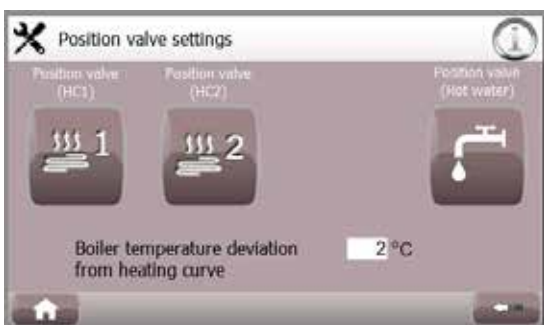 Position valve settings
Position valve
(HC1)
Position valve
(HC2)
Position valve
(Hot water)
1
2
Boiler temperature deviation
from heating curve
2 °C